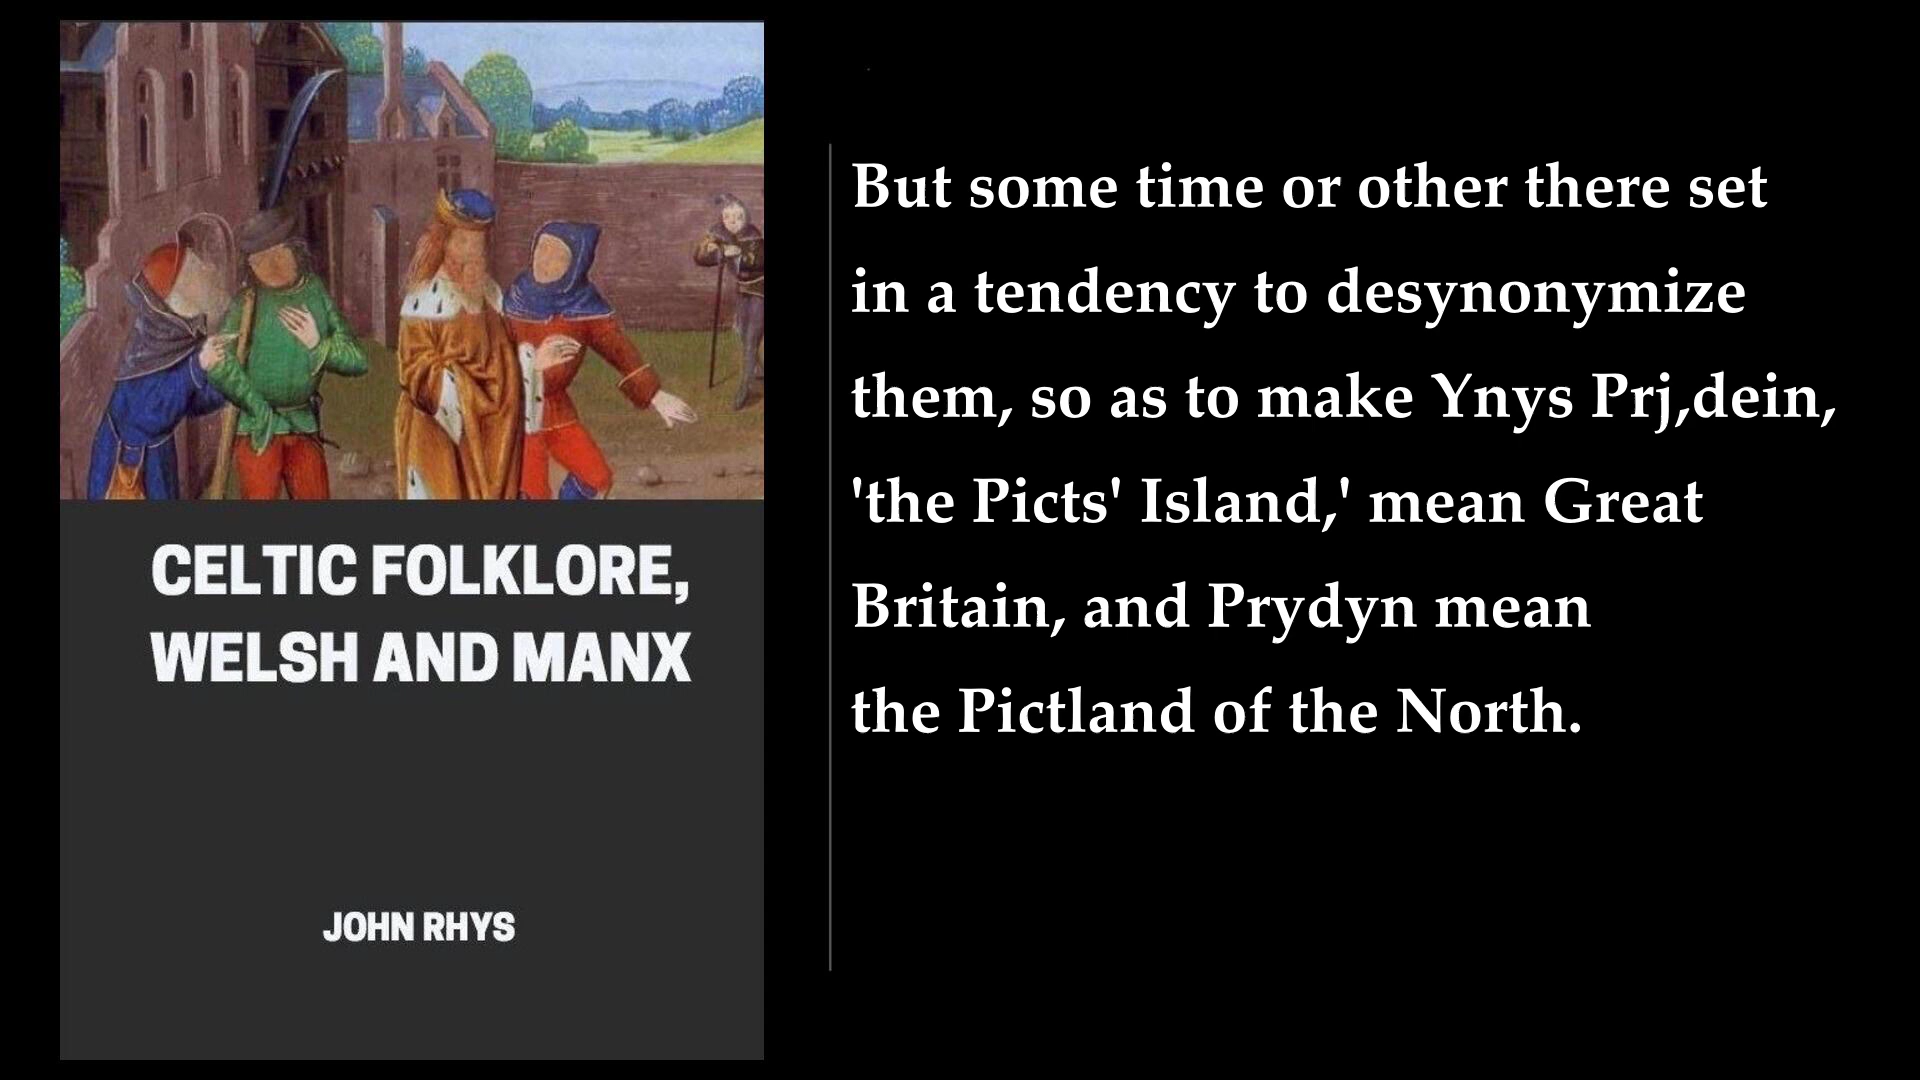 CELTIC FOLKLORE,
WELSH AND MANX
JOHN RHYS
But some time or other there set
in a tendency to desynonymize
them, so as to make Ynys Prj,dein,
'the Picts' Island,' mean Great
Britain, and Prydyn mean
the Pictland of the North.